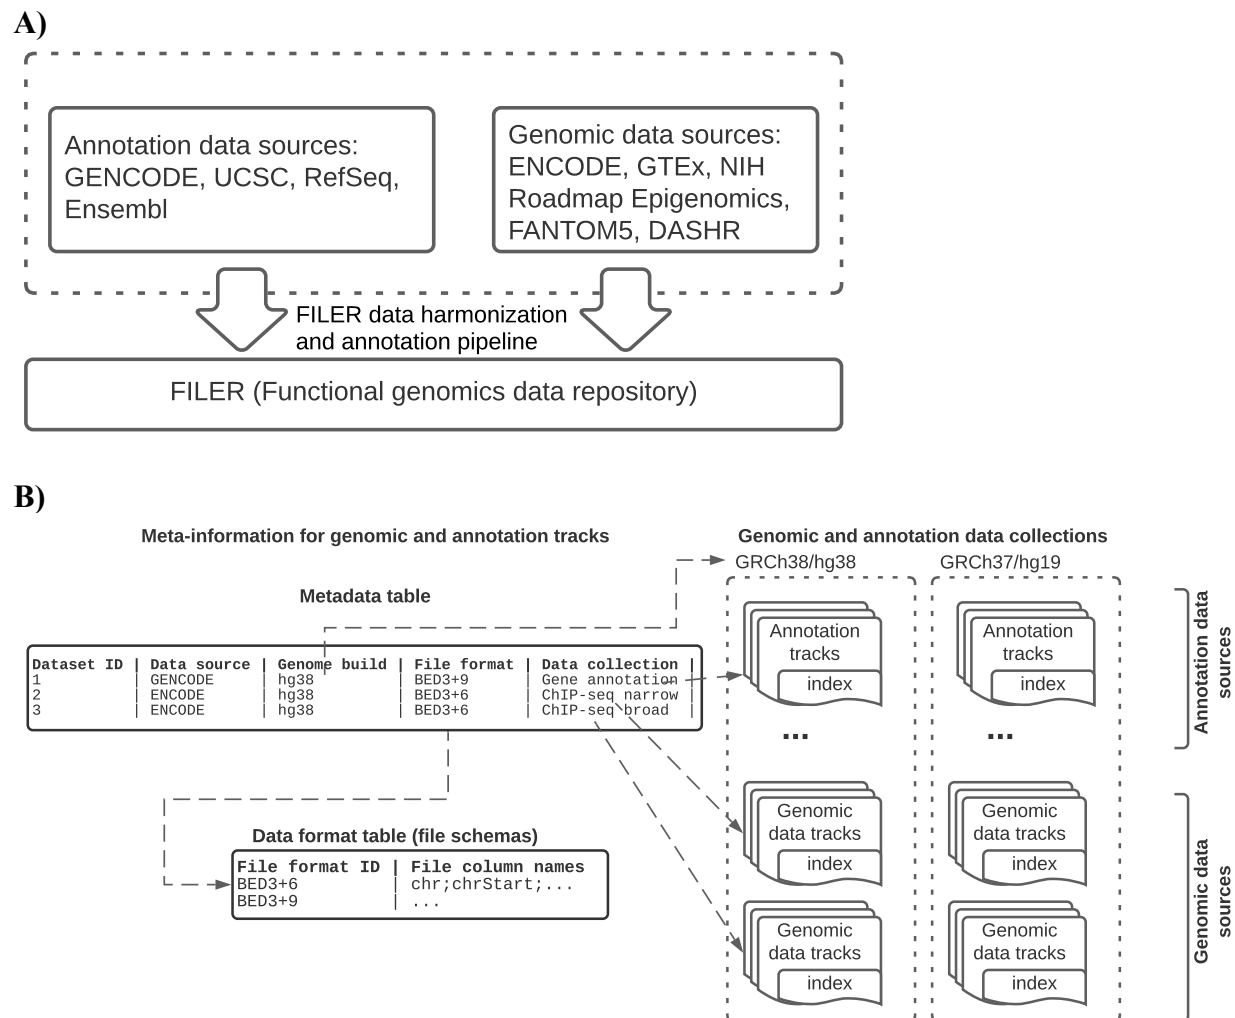 A)
Annotation data sources:
GENCODE, UCSC, RefSeq,
Ensembl
Genomic data sources:
ENCODE, GTEx, NIH
Roadmap Epigenomics,
FANTOM5, DASHR
FILER data harmonization
and annotation pipeline
FILER (Functional genomics data repository)
B)
Meta-information for genomic and annotation tracks
Metadata table
Dataset ID | Data source | Genome build | File format | Data collection |
1 | GENCODE | hg38 | BED3+9 | Gene annotation
2 | ENCODE | hg38 | BED3+6 | ChIP-seq narrow |
3 | ENCODE | hg38 | BED3+6 | ChIP-seq broad |
Data format table (file schemas)
File format ID | File column names
BED3+6 | chr;chrStart;...
BED3+9 | ...
Genomic and annotation data collections
GRCh38/hg38
GRCh37/hg19
Annotation
tracks
index
Annotation
tracks
index
...
...
Genomic
data tracks
index
Genomic
data tracks
index
Genomic
data tracks
index
Genomic
data tracks
index
Annotation data
sources
Genomic data
sources